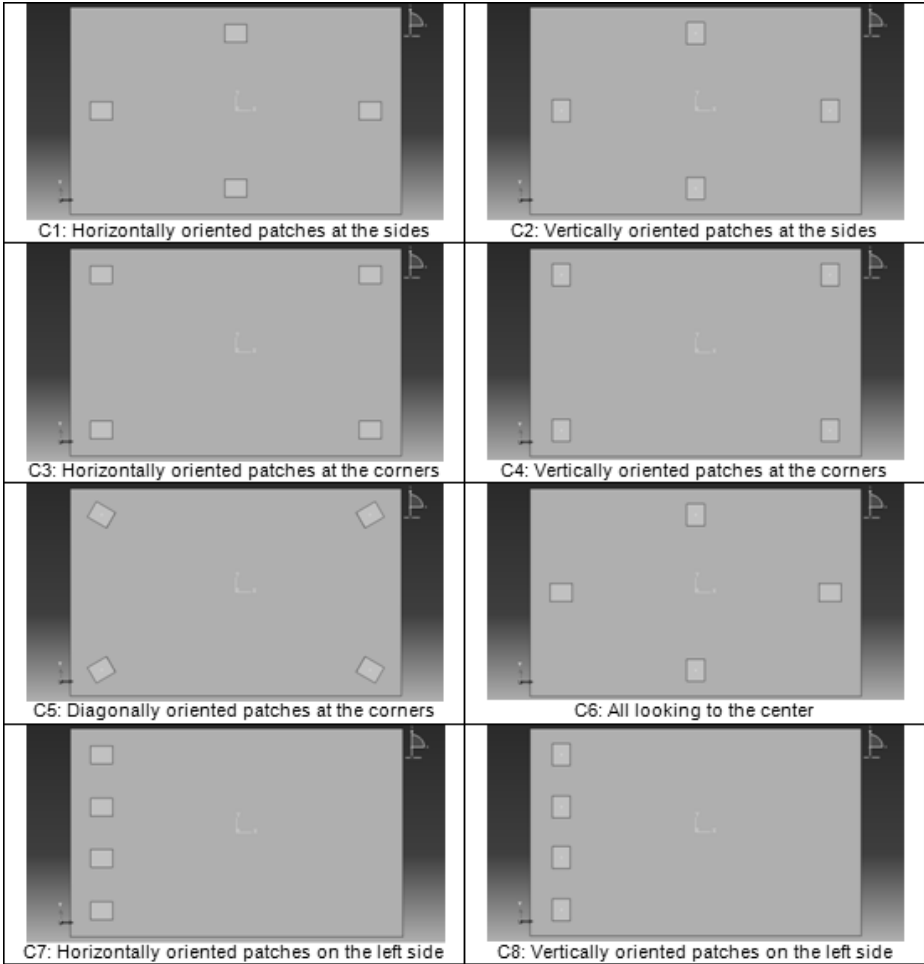 C1: Horizontally oriented patches at the sides
C2: Vertically oriented patches at the sides
C3: Horizontally oriented patches at the corners
C4: Vertically oriented patches at the corners
C5: Diagonally oriented patches at the corners
C6: All looking to the center
C7: Horizontally oriented patches on the left side
C8: Vertically oriented patches on the left side